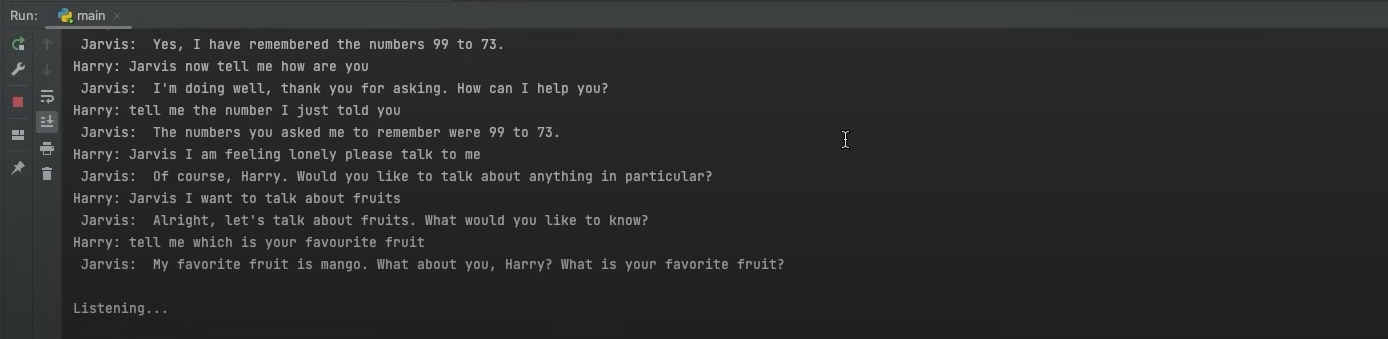 Run: main
Jarvis: Yes, I have remembered the numbers 99 to 73.
Harry: Jarvis now tell me how are you
Jarvis: I'm doing well, thank you for asking. How can I help you?
Harry: tell me the number I just told you
Jarvis: The numbers you asked me to remember were 99 to 73.
Harry: Jarvis I am feeling lonely please talk to me
Jarvis: Of course, Harry. Would you like to talk about anything in particular?
Harry: Jarvis I want to talk about fruits
Jarvis: Alright, let's talk about fruits. What would you like to know?
Harry: tell me which is your favourite fruit
Jarvis: My favorite fruit is mango. What about you, Harry? What is your favorite fruit?
Listening...